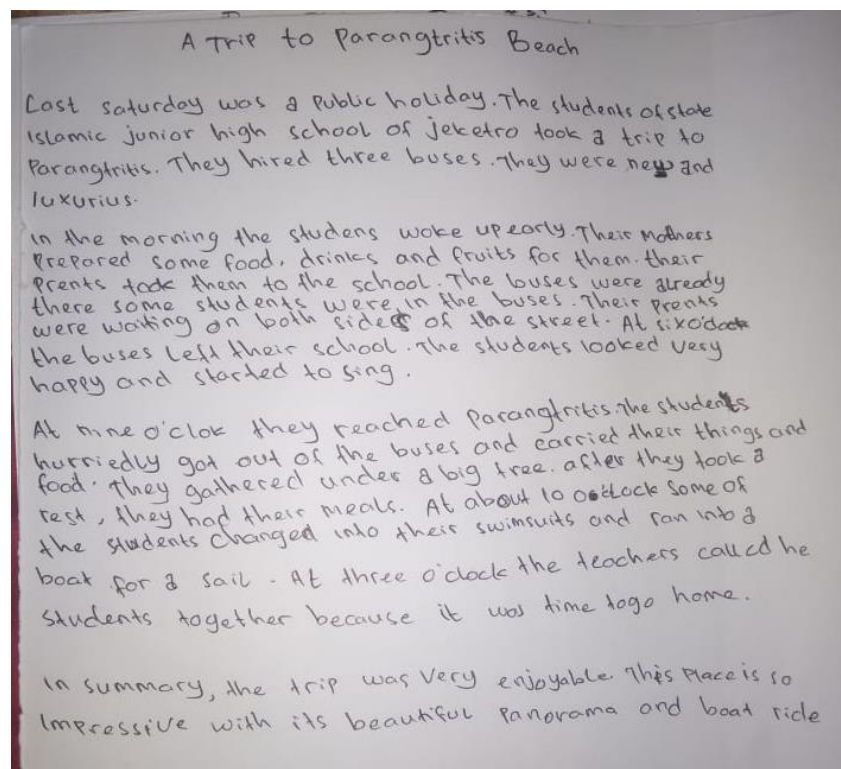 A Trip to Parangtritis Beach
Last saturday was a public holiday. The students of state
islamic junior high school of jeketro took a trip to
Parangtritis. They hired three buses. They were new and
luxurius.
in the morning the studens woke up early. Their Mothers
Prepared some food, drinks and fruits for them. their
Prents took them to the school. The buses were already
there some students were in the buses. Their prents
were waiting on both sides of the street. At six o'clock
the buses left their school. The students looked very
happy and started to sing.
At nine o'clok they reached Parangtritis. The students
hurriedly got out of the buses and carried their things and
food. They gathered under a big tree. after they took a
rest, they had their meals. At about 10 o'clock Some of
the students changed into their swimsuits and ran into a
boat for a sail. At three o'clock the teachers called he
students together because it was time togo home.
In summary, the trip was very enjoyable. This place is so
Impressive with its beautiful panorama and boat ride